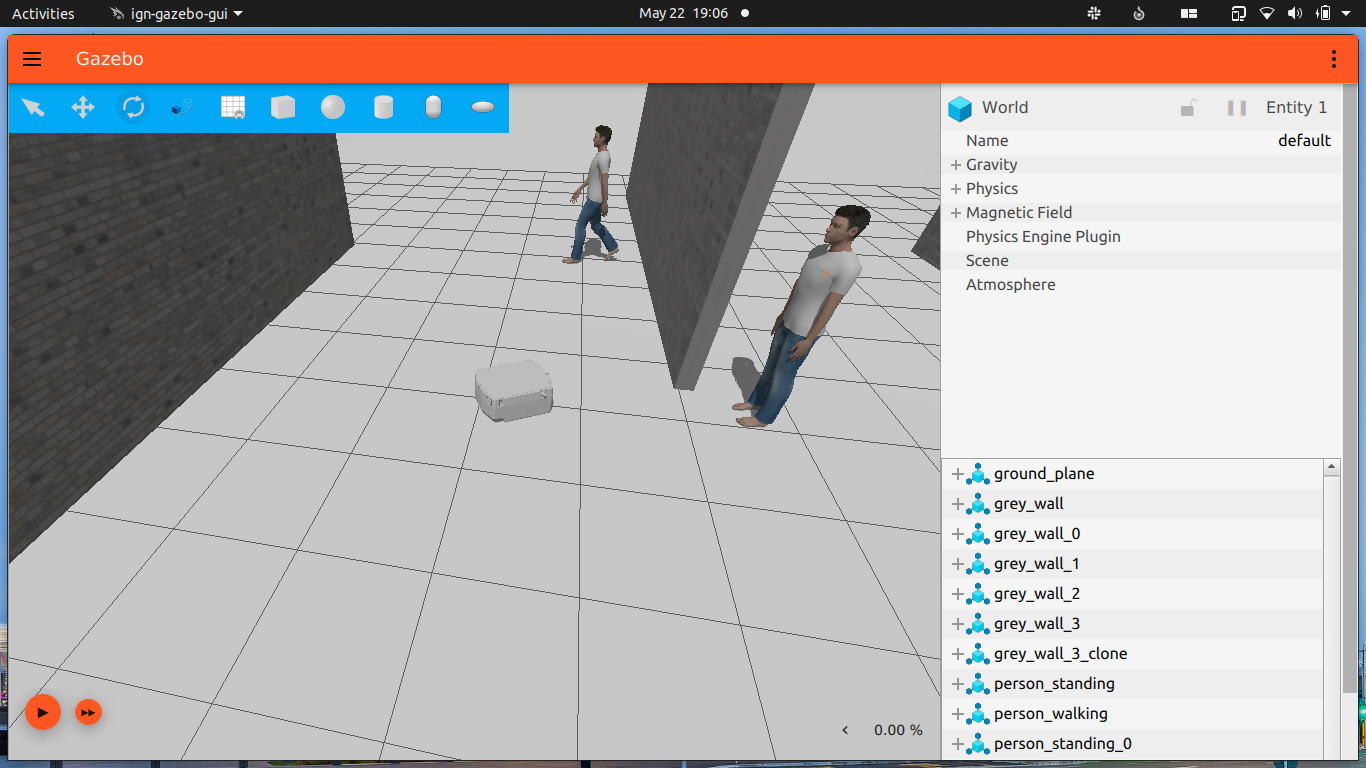 Activities
ign-gazebo-gui
May 22 19:06
Gazebo
World
Entity 1
Name
default
Gravity
Physics
Magnetic Field
Physics Engine Plugin
Scene
Atmosphere
ground_plane
grey_wall
grey_wall_0
grey_wall_1
grey_wall_2
grey_wall_3
grey_wall_3_clone
person_standing
person_walking
person_standing_0
0.00 %